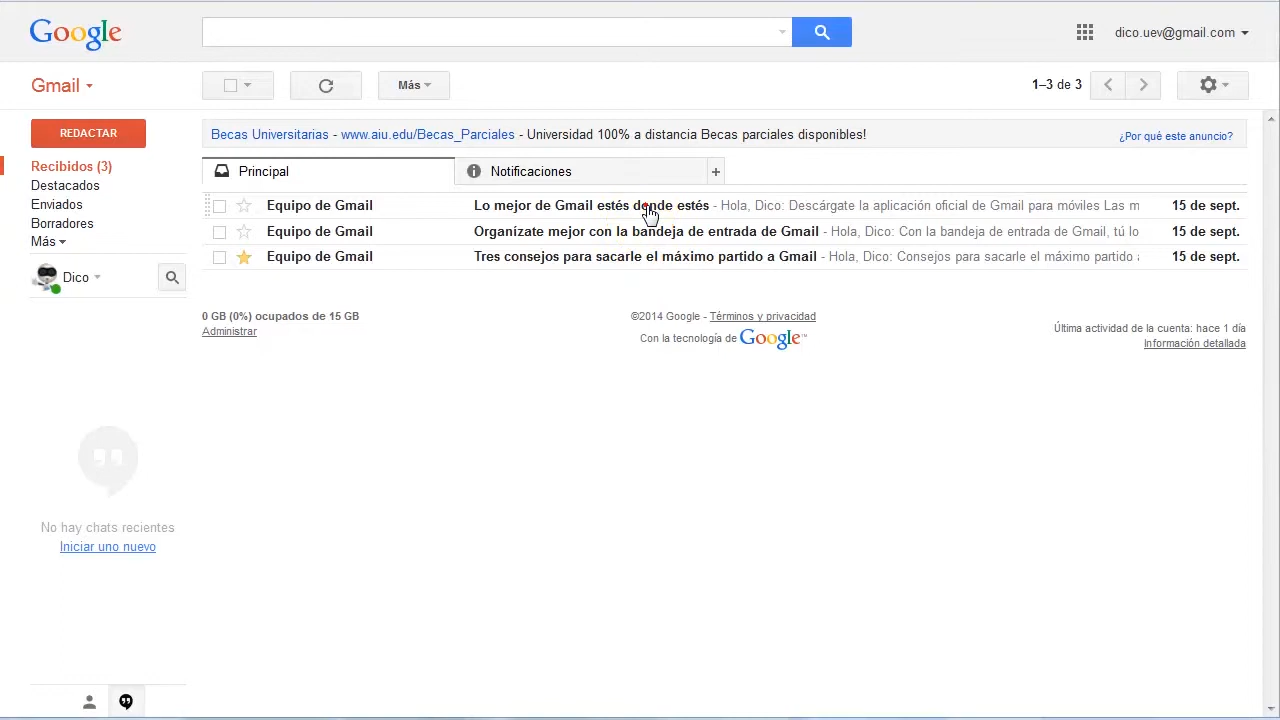 Google
dico.uev@gmail.com
Gmail
Más
1–3 de 3
REDACTAR
Becas Universitarias - www.aiu.edu/Becas_Parciales - Universidad 100% a distancia Becas parciales disponibles!
¿Por qué este anuncio?
Recibidos (3)
Destacados
Enviados
Borradores
Más
Dico
Principal
Notificaciones
+
Equipo de Gmail Lo mejor de Gmail estés donde estés - Hola, Dico: Descárgate la aplicación oficial de Gmail para móviles Las m 15 de sept.
Equipo de Gmail Organízate mejor con la bandeja de entrada de Gmail - Hola, Dico: Con la bandeja de entrada de Gmail, tú lo 15 de sept.
Equipo de Gmail Tres consejos para sacarle el máximo partido a Gmail - Hola, Dico: Consejos para sacarle el máximo partido a 15 de sept.
0 GB (0%) ocupados de 15 GB
Administrar
©2014 Google - Términos y privacidad
Con la tecnología de Google™
Última actividad de la cuenta: hace 1 día
Información detallada
No hay chats recientes
Iniciar uno nuevo